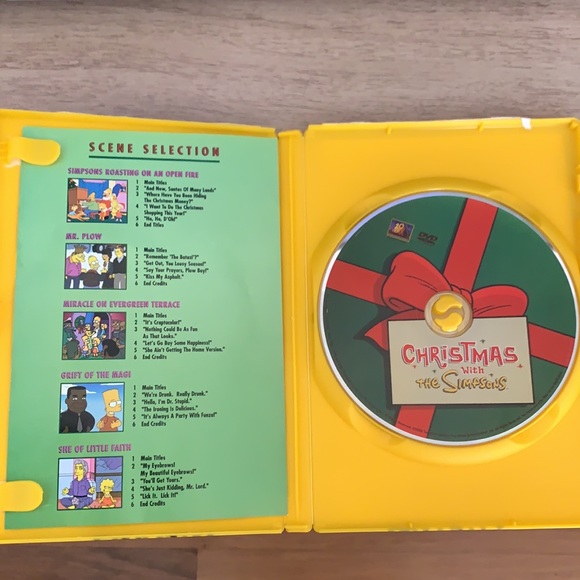 SCENE SELECTION
SIMPSONS ROASTING ON AN OPEN FIRE
1 Main Titles
2 "And Now, Santas Of Many Lands"
3 "Where Have You Been Hiding
The Christmas Money?"
4 "I Want To Do The Christmas
Shopping This Year!"
5 "Ho, Ho, D'Oh!"
6 End Titles
MR. PLOW
1 Main Titles
2 "Remember 'The Batusi'?"
3 "Get Out, You Lousy Season!"
4 "Say Your Prayers, Plow Boy!"
5 "Kiss My Asphalt."
6 End Credits
MIRACLE ON EVERGREEN TERRACE
1 Main Titles
2 "It's Craptacular!"
3 "Nothing Could Be As Fun
As That Looks."
4 "Let's Go Buy Some Happiness!"
5 "She Ain't Getting The Home Version."
6 End Credits
GRIFT OF THE MAGI
1 Main Titles
2 "We're Drunk. Really Drunk."
3 "Hello, I'm Dr. Stupid."
4 "The Ironing Is Delicious."
5 "It's Always A Party With Funzo!"
6 End Credits
SHE OF LITTLE FAITH
1 Main Titles
2 "My Eyebrows!
My Beautiful Eyebrows!"
3 "You'll Get Yours."
4 "She's Just Kidding, Mr. Lord."
5 "Lick It. Lick It!"
6 End Credits
DVD
CHRISTMAS
With
THE SIMPSONS